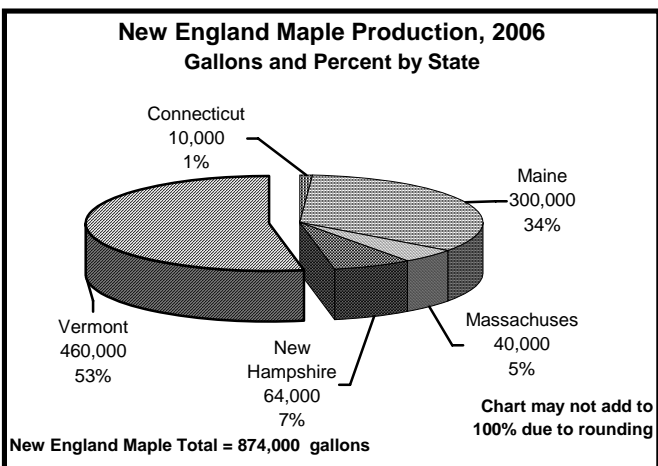 New England Maple Production, 2006
Gallons and Percent by State
Connecticut
10,000
1%
Maine
300,000
34%
Massachuses
40,000
5%
New
Hampshire
64,000
7%
Vermont
460,000
53%
Chart may not add to
100% due to rounding
New England Maple Total = 874,000 gallons